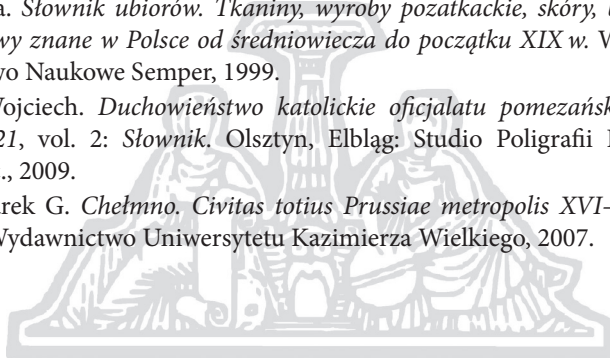 a. Słownik ubiorów. Tkaniny, wyroby pozatkackie, skóry,
wy znane w Polsce od średniowiecza do początku XIX w.
wo Naukowe Semper, 1999.
Wojciech. Duchowieństwo katolickie oficjalatu
21, vol. 2: Słownik. Olsztyn, Elbląg: Studio Poligrafii
., 2009.
rek G. Chełmno. Civitas totius Prussiae metropolis XVI–
Wydawnictwo Uniwersytetu Kazimierza Wielkiego, 2007.